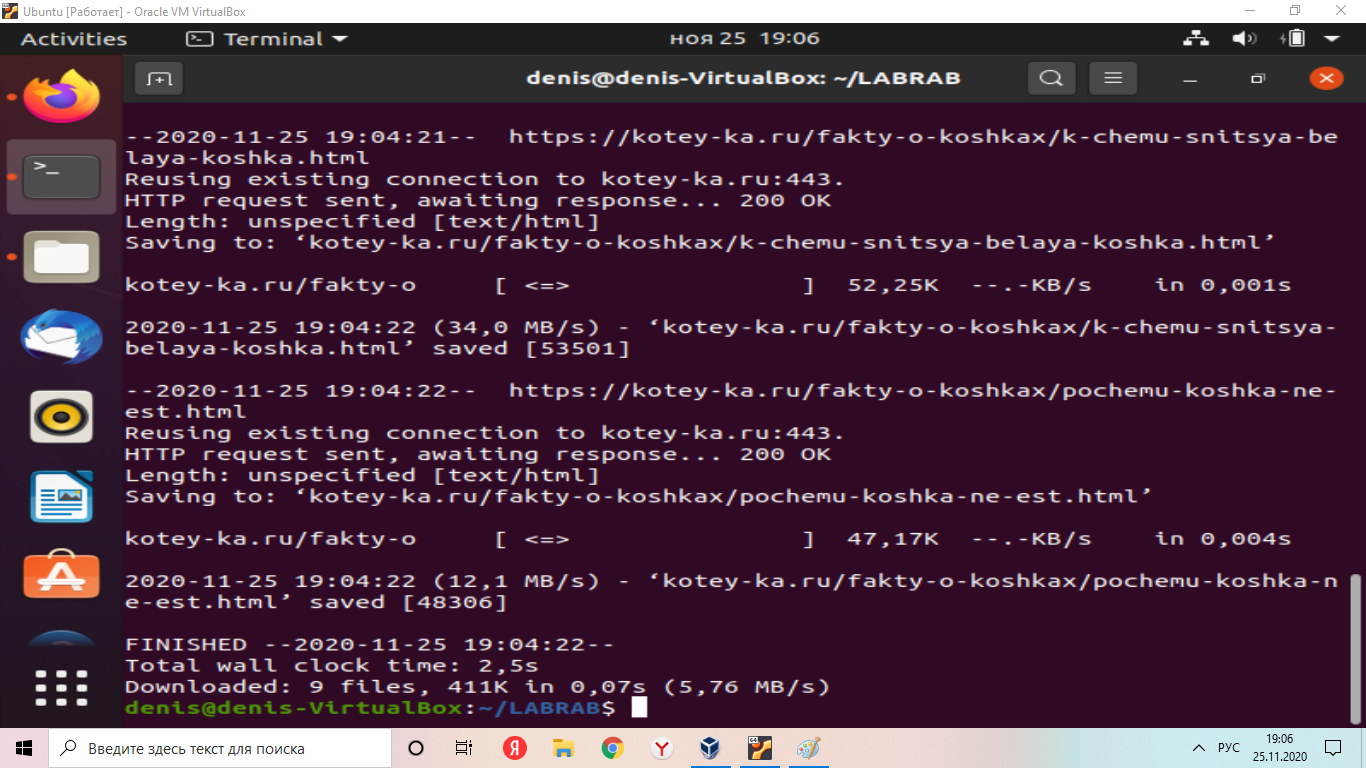 Ubuntu [Работает] - Oracle VM VirtualBox
Activities Terminal ноя 25 19:06
denis@denis-VirtualBox: ~/LABRAB
--2020-11-25 19:04:21-- https://kotey-ka.ru/fakty-o-koshkax/k-chemu-snitsya-be
laya-koshka.html
Reusing existing connection to kotey-ka.ru:443.
HTTP request sent, awaiting response... 200 OK
Length: unspecified [text/html]
Saving to: ‘kotey-ka.ru/fakty-o-koshkax/k-chemu-snitsya-belaya-koshka.html’
kotey-ka.ru/fakty-o [ <=> ] 52,25K --.-KB/s in 0,001s
2020-11-25 19:04:22 (34,0 MB/s) - ‘kotey-ka.ru/fakty-o-koshkax/k-chemu-snitsya-
belaya-koshka.html’ saved [53501]
--2020-11-25 19:04:22-- https://kotey-ka.ru/fakty-o-koshkax/pochemu-koshka-ne-
est.html
Reusing existing connection to kotey-ka.ru:443.
HTTP request sent, awaiting response... 200 OK
Length: unspecified [text/html]
Saving to: ‘kotey-ka.ru/fakty-o-koshkax/pochemu-koshka-ne-est.html’
kotey-ka.ru/fakty-o [ <=> ] 47,17K --.-KB/s in 0,004s
2020-11-25 19:04:22 (12,1 MB/s) - ‘kotey-ka.ru/fakty-o-koshkax/pochemu-koshka-n
e-est.html’ saved [48306]
FINISHED --2020-11-25 19:04:22--
Total wall clock time: 2,5s
Downloaded: 9 files, 411K in 0,07s (5,76 MB/s)
denis@denis-VirtualBox:~/LABRAB$
Введите здесь текст для поиска
РУС
19:06
25.11.2020